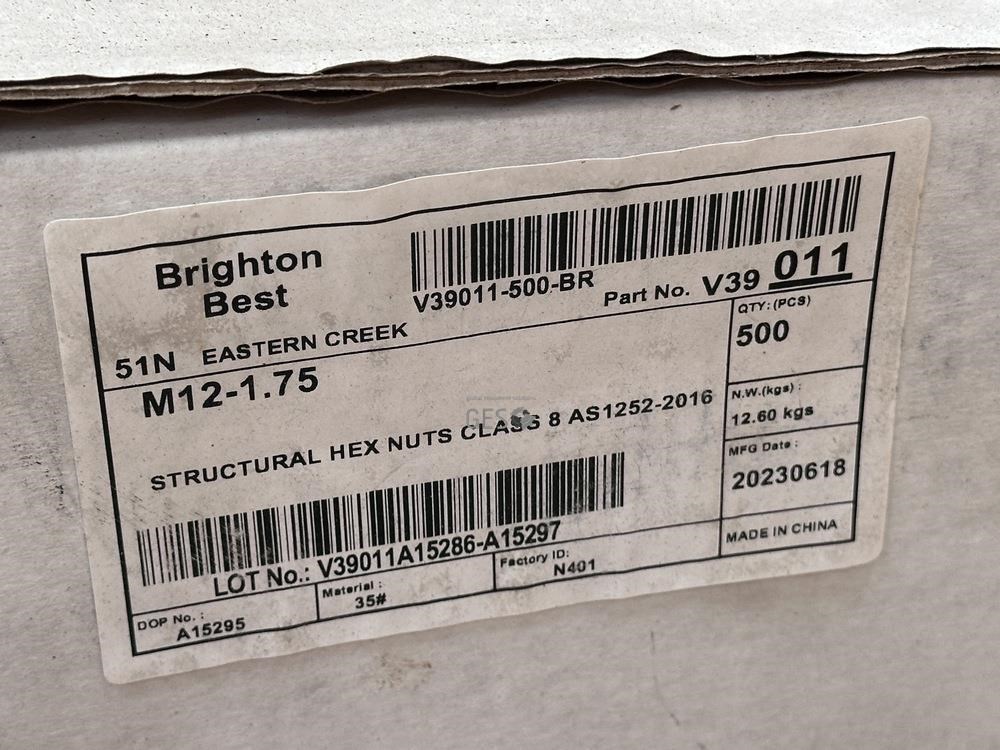 Brighton
Best
V39011-500-BR
Part No. V39 011
51N EASTERN CREEK
M12-1.75
STRUCTURAL HEX NUTS CLASS 8 AS1252-2016
QTY:(PCS)
500
N.W.(kgs):
12.60 kgs
MFG Date:
20230618
MADE IN CHINA
LOT No.: V39011A15286-A15297
DOP No.:
A15295
Material:
35#
Factory ID:
N401
GES